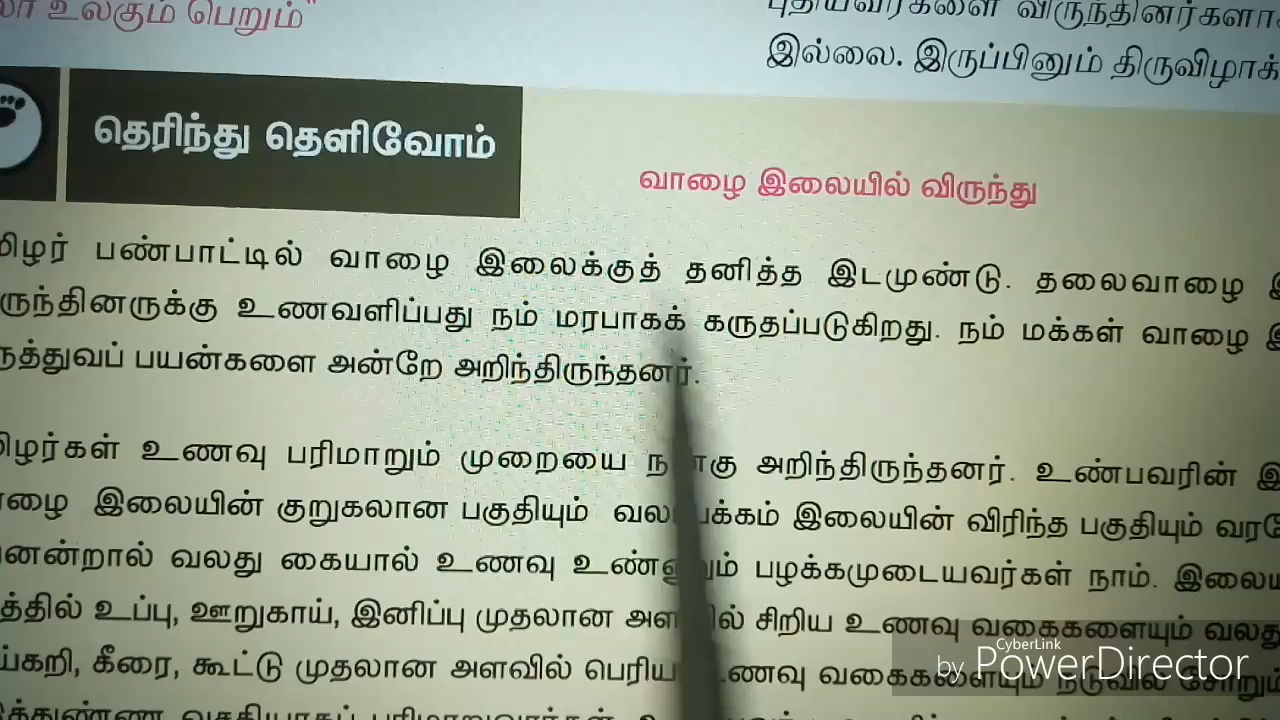 உலகும் பெறும்"
புதியவர்களை விருந்தினர்களாக
இல்லை. இருப்பினும் திருவிழாக்
தெரிந்து தெளிவோம்
வாழை இலையில் விருந்து
மிழர் பண்பாட்டில் வாழை இலைக்குத் தனித்த இடமுண்டு. தலைவாழை
ருந்தினருக்கு உணவளிப்பது நம் மரபாகக் கருதப்படுகிறது. நம் மக்கள் வாழை
ருத்துவப் பயன்களை அன்றே அறிந்திருந்தனர்.
மிழர்கள் உணவு பரிமாறும் முறையை நன்கு அறிந்திருந்தனர். உண்பவரின்
ழை இலையின் குறுகலான பகுதியும் வலப்பக்கம் இலையின் விரிந்த பகுதியும்
னென்றால் வலது கையால் உணவு உண்ணும் பழக்கமுடையவர்கள் நாம்.
த்தில் உப்பு, ஊறுகாய், இனிப்பு முதலான அளவில் சிறிய உணவு வகைகளையும் வலது
ய்கறி, கீரை, கூட்டு முதலான அளவில் பெரிய உணவு வகைகளையும் நடுவில் சோறும்
CyberLink
by PowerDirector